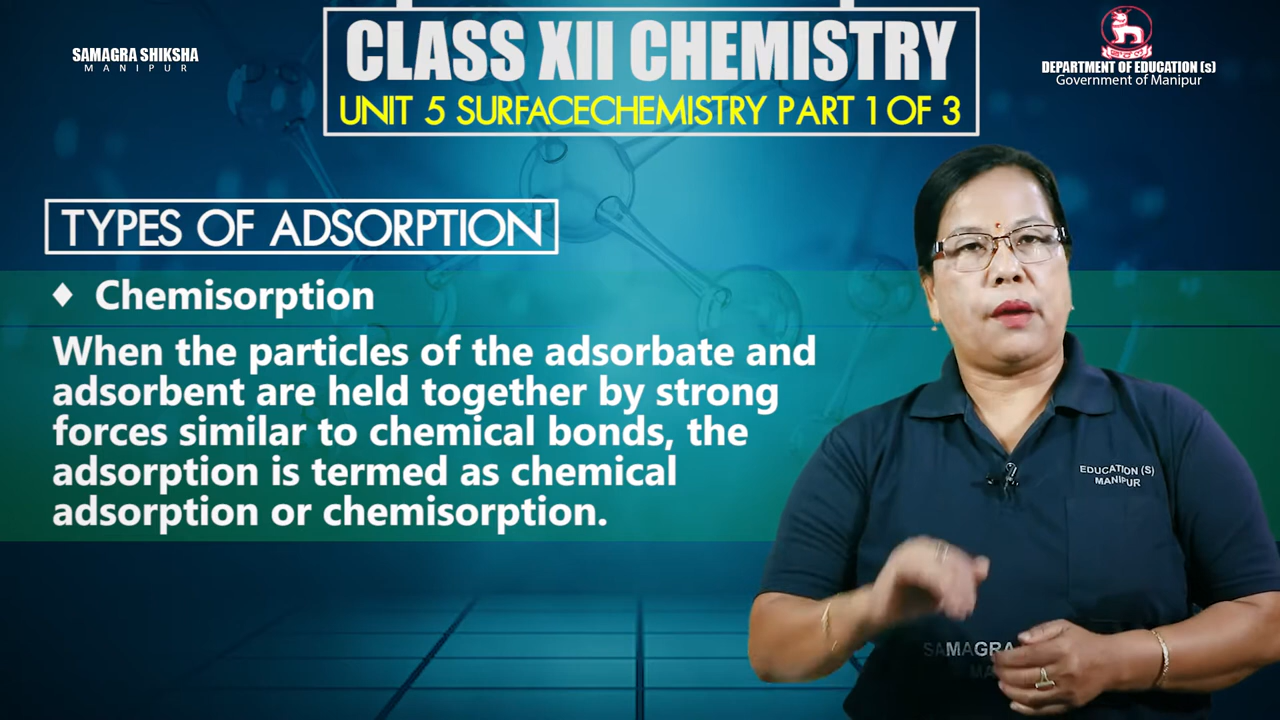 SAMAGRA SHIKSHA
MANIPUR
CLASS XII CHEMISTRY
UNIT 5 SURFACECHEMISTRY PART 1 OF 3
DEPARTMENT OF EDUCATION (s)
Government of Manipur
TYPES OF ADSORPTION
♦ Chemisorption
When the particles of the adsorbate and
adsorbent are held together by strong
forces similar to chemical bonds, the
adsorption is termed as chemical
adsorption or chemisorption.
EDUCATION (S)
MANIPUR
SAMAGRA